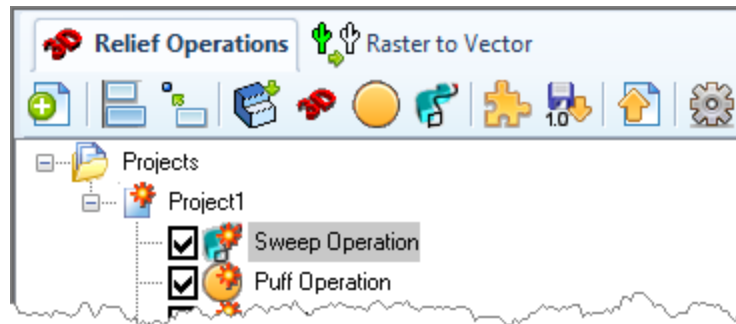 Relief Operations Raster to Vector
1.0
Projects
Project1
Sweep Operation
Puff Operation